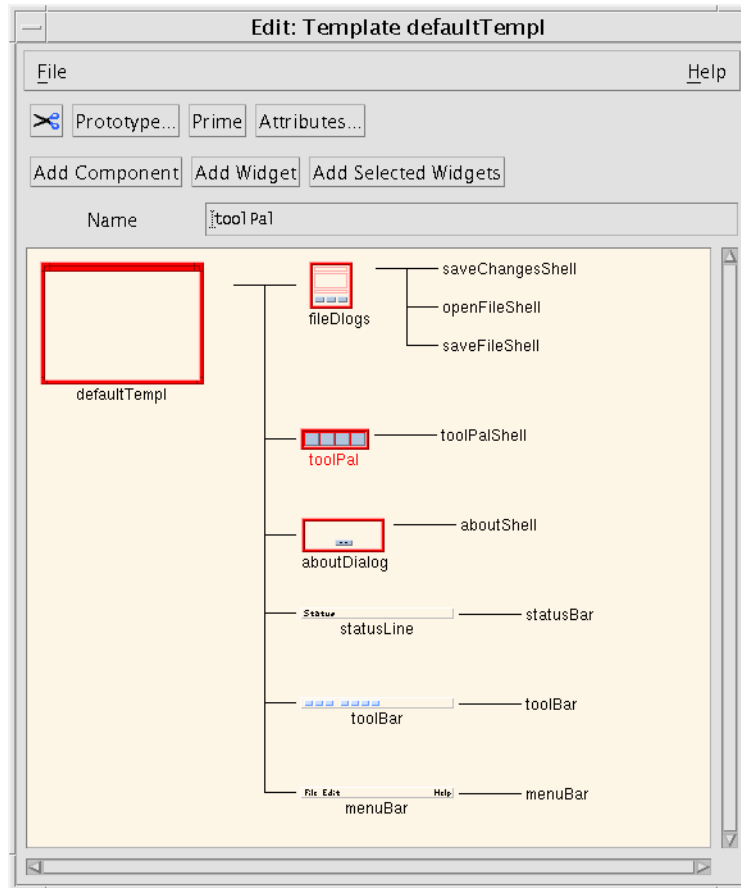 Edit: Template defaultTempl
File Help
Prototype... Prime Attributes...
Add Component Add Widget Add Selected Widgets
Name toolPal
saveChangesShell
openFileShell
fileDlogs
saveFileShell
defaultTempl
toolPalShell
toolPal
aboutShell
aboutDialog
Status statusBar
statusLine
toolBar
toolBar
File Edit Help menuBar
menuBar